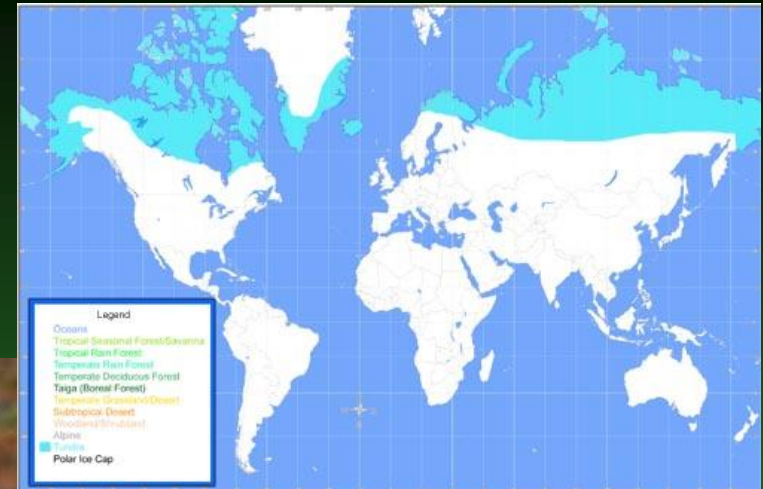 Legend
Oceans
Tropical Seasonal Forest/Savanna
Tropical Rain Forest
Temperate Rain Forest
Temperate Deciduous Forest
Taiga (Boreal Forest)
Temperate Grassland/Desert
Subtropical Desert
Woodland/Shrubland
Alpine
Tundra
Polar Ice Cap